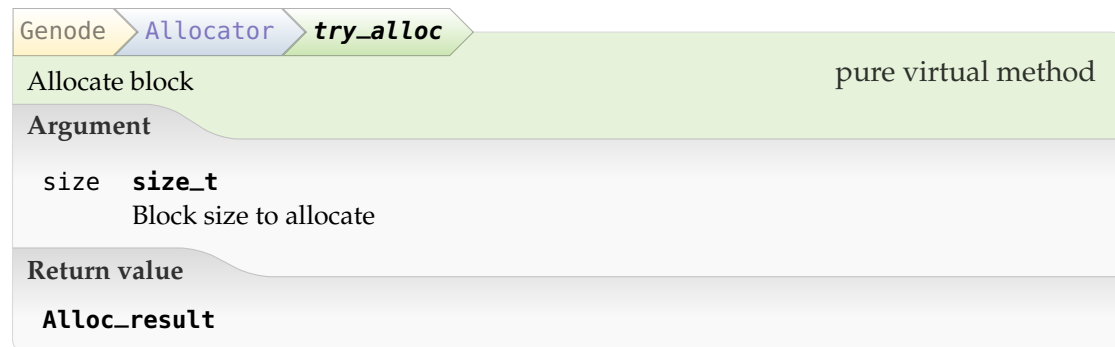 Genode Allocator try_alloc
Allocate block
pure virtual method
Argument
size size_t
Block size to allocate
Return value
Alloc_result